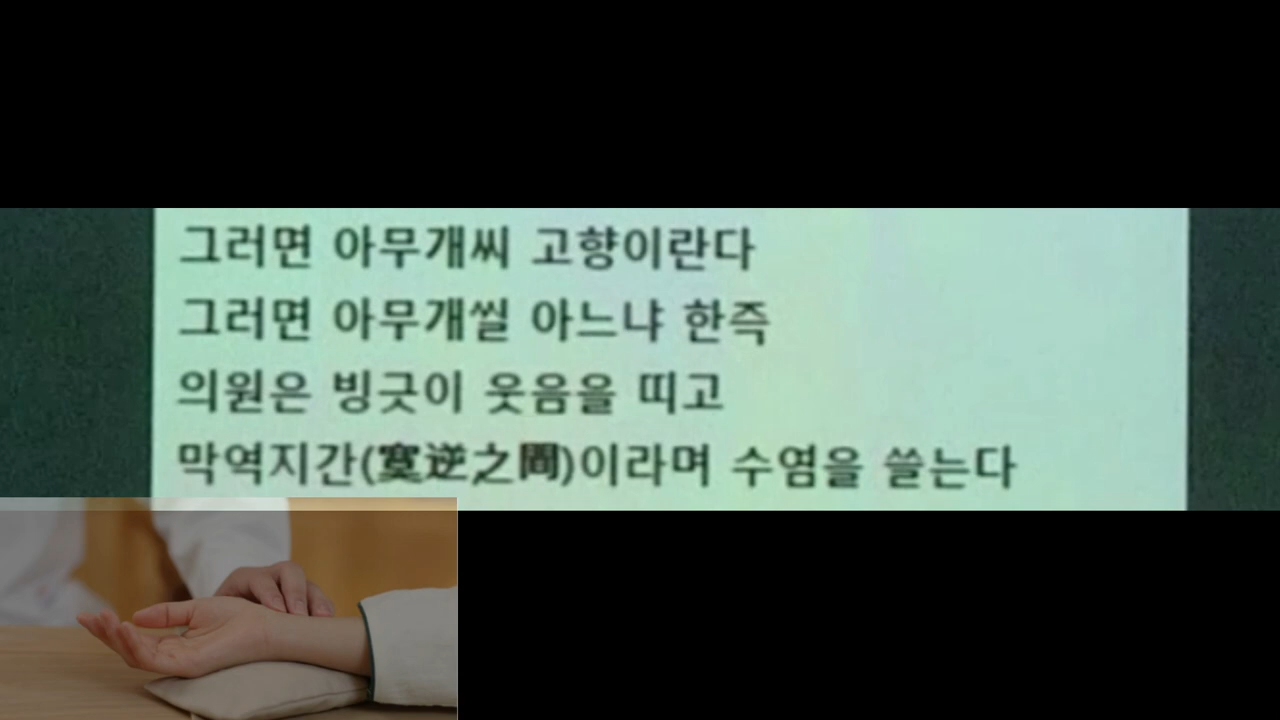 그러면 아무개씨 고향이란다
그러면 아무개씰 아느냐 한즉
의원은 빙긋이 웃음을 띠고
막역지간(寞逆之間)이라며 수염을 쓸는다